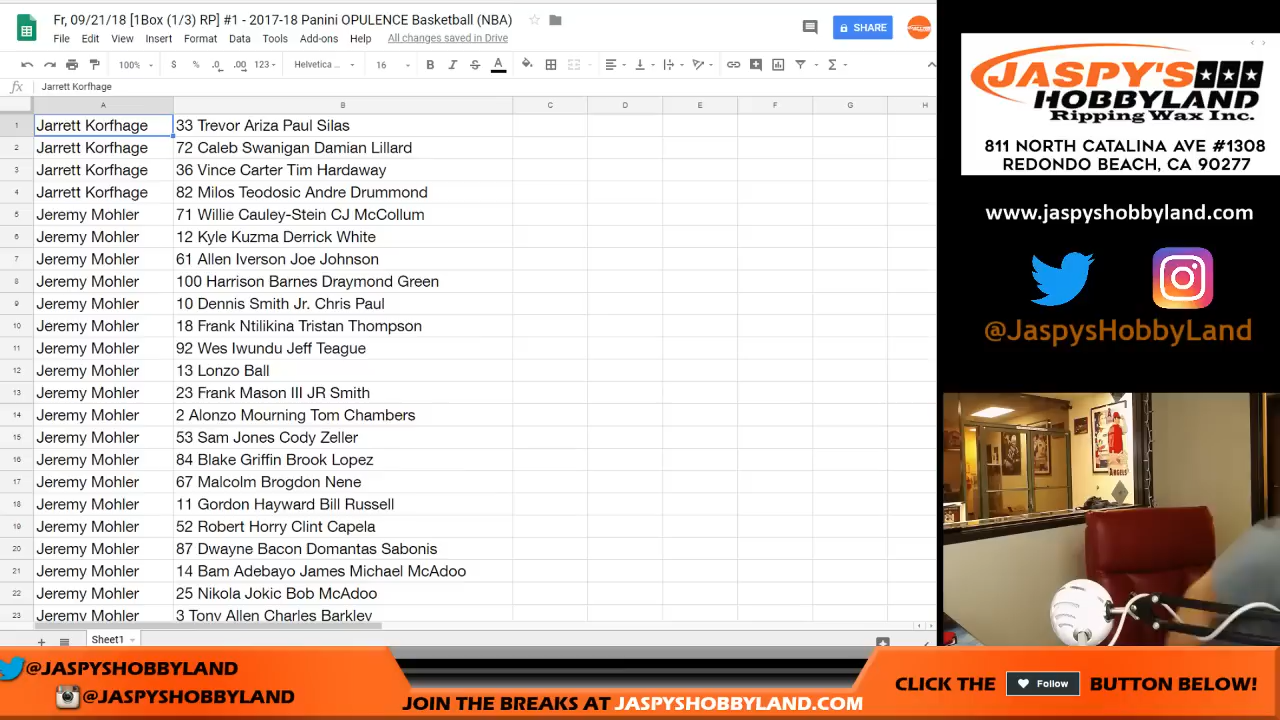 Fr, 09/21/18 [1Box (1/3) RP] #1 - 2017-18 Panini OPULENCE Basketball (NBA)
File Edit View Insert Format Data Tools Add-ons Help All changes saved in Drive
SHARE
100% $ % .0 .00 123 Helvetica ... 16 B I S A
fx Jarrett Korfhage
A B C D E F G H
1 Jarrett Korfhage 33 Trevor Ariza Paul Silas
2 Jarrett Korfhage 72 Caleb Swanigan Damian Lillard
3 Jarrett Korfhage 36 Vince Carter Tim Hardaway
4 Jarrett Korfhage 82 Milos Teodosic Andre Drummond
5 Jeremy Mohler 71 Willie Cauley-Stein CJ McCollum
6 Jeremy Mohler 12 Kyle Kuzma Derrick White
7 Jeremy Mohler 61 Allen Iverson Joe Johnson
8 Jeremy Mohler 100 Harrison Barnes Draymond Green
9 Jeremy Mohler 10 Dennis Smith Jr. Chris Paul
10 Jeremy Mohler 18 Frank Ntilikina Tristan Thompson
11 Jeremy Mohler 92 Wes Iwundu Jeff Teague
12 Jeremy Mohler 13 Lonzo Ball
13 Jeremy Mohler 23 Frank Mason III JR Smith
14 Jeremy Mohler 2 Alonzo Mourning Tom Chambers
15 Jeremy Mohler 53 Sam Jones Cody Zeller
16 Jeremy Mohler 84 Blake Griffin Brook Lopez
17 Jeremy Mohler 67 Malcolm Brogdon Nene
18 Jeremy Mohler 11 Gordon Hayward Bill Russell
19 Jeremy Mohler 52 Robert Horry Clint Capela
20 Jeremy Mohler 87 Dwayne Bacon Domantas Sabonis
21 Jeremy Mohler 14 Bam Adebayo James Michael McAdoo
22 Jeremy Mohler 25 Nikola Jokic Bob McAdoo
23 Jeremy Mohler 3 Tony Allen Charles Barkley
Sheet1
JASPY'S
HOBBYLAND
Ripping Wax Inc.
811 NORTH CATALINA AVE #1308
REDONDO BEACH, CA 90277
www.jaspyshobbyland.com
@JaspysHobbyLand
ANGELS
@JASPYSHOBBYLAND
@JASPYSHOBBYLAND
JOIN THE BREAKS AT JASPYSHOBBYLAND.COM
CLICK THE Follow BUTTON BELOW!